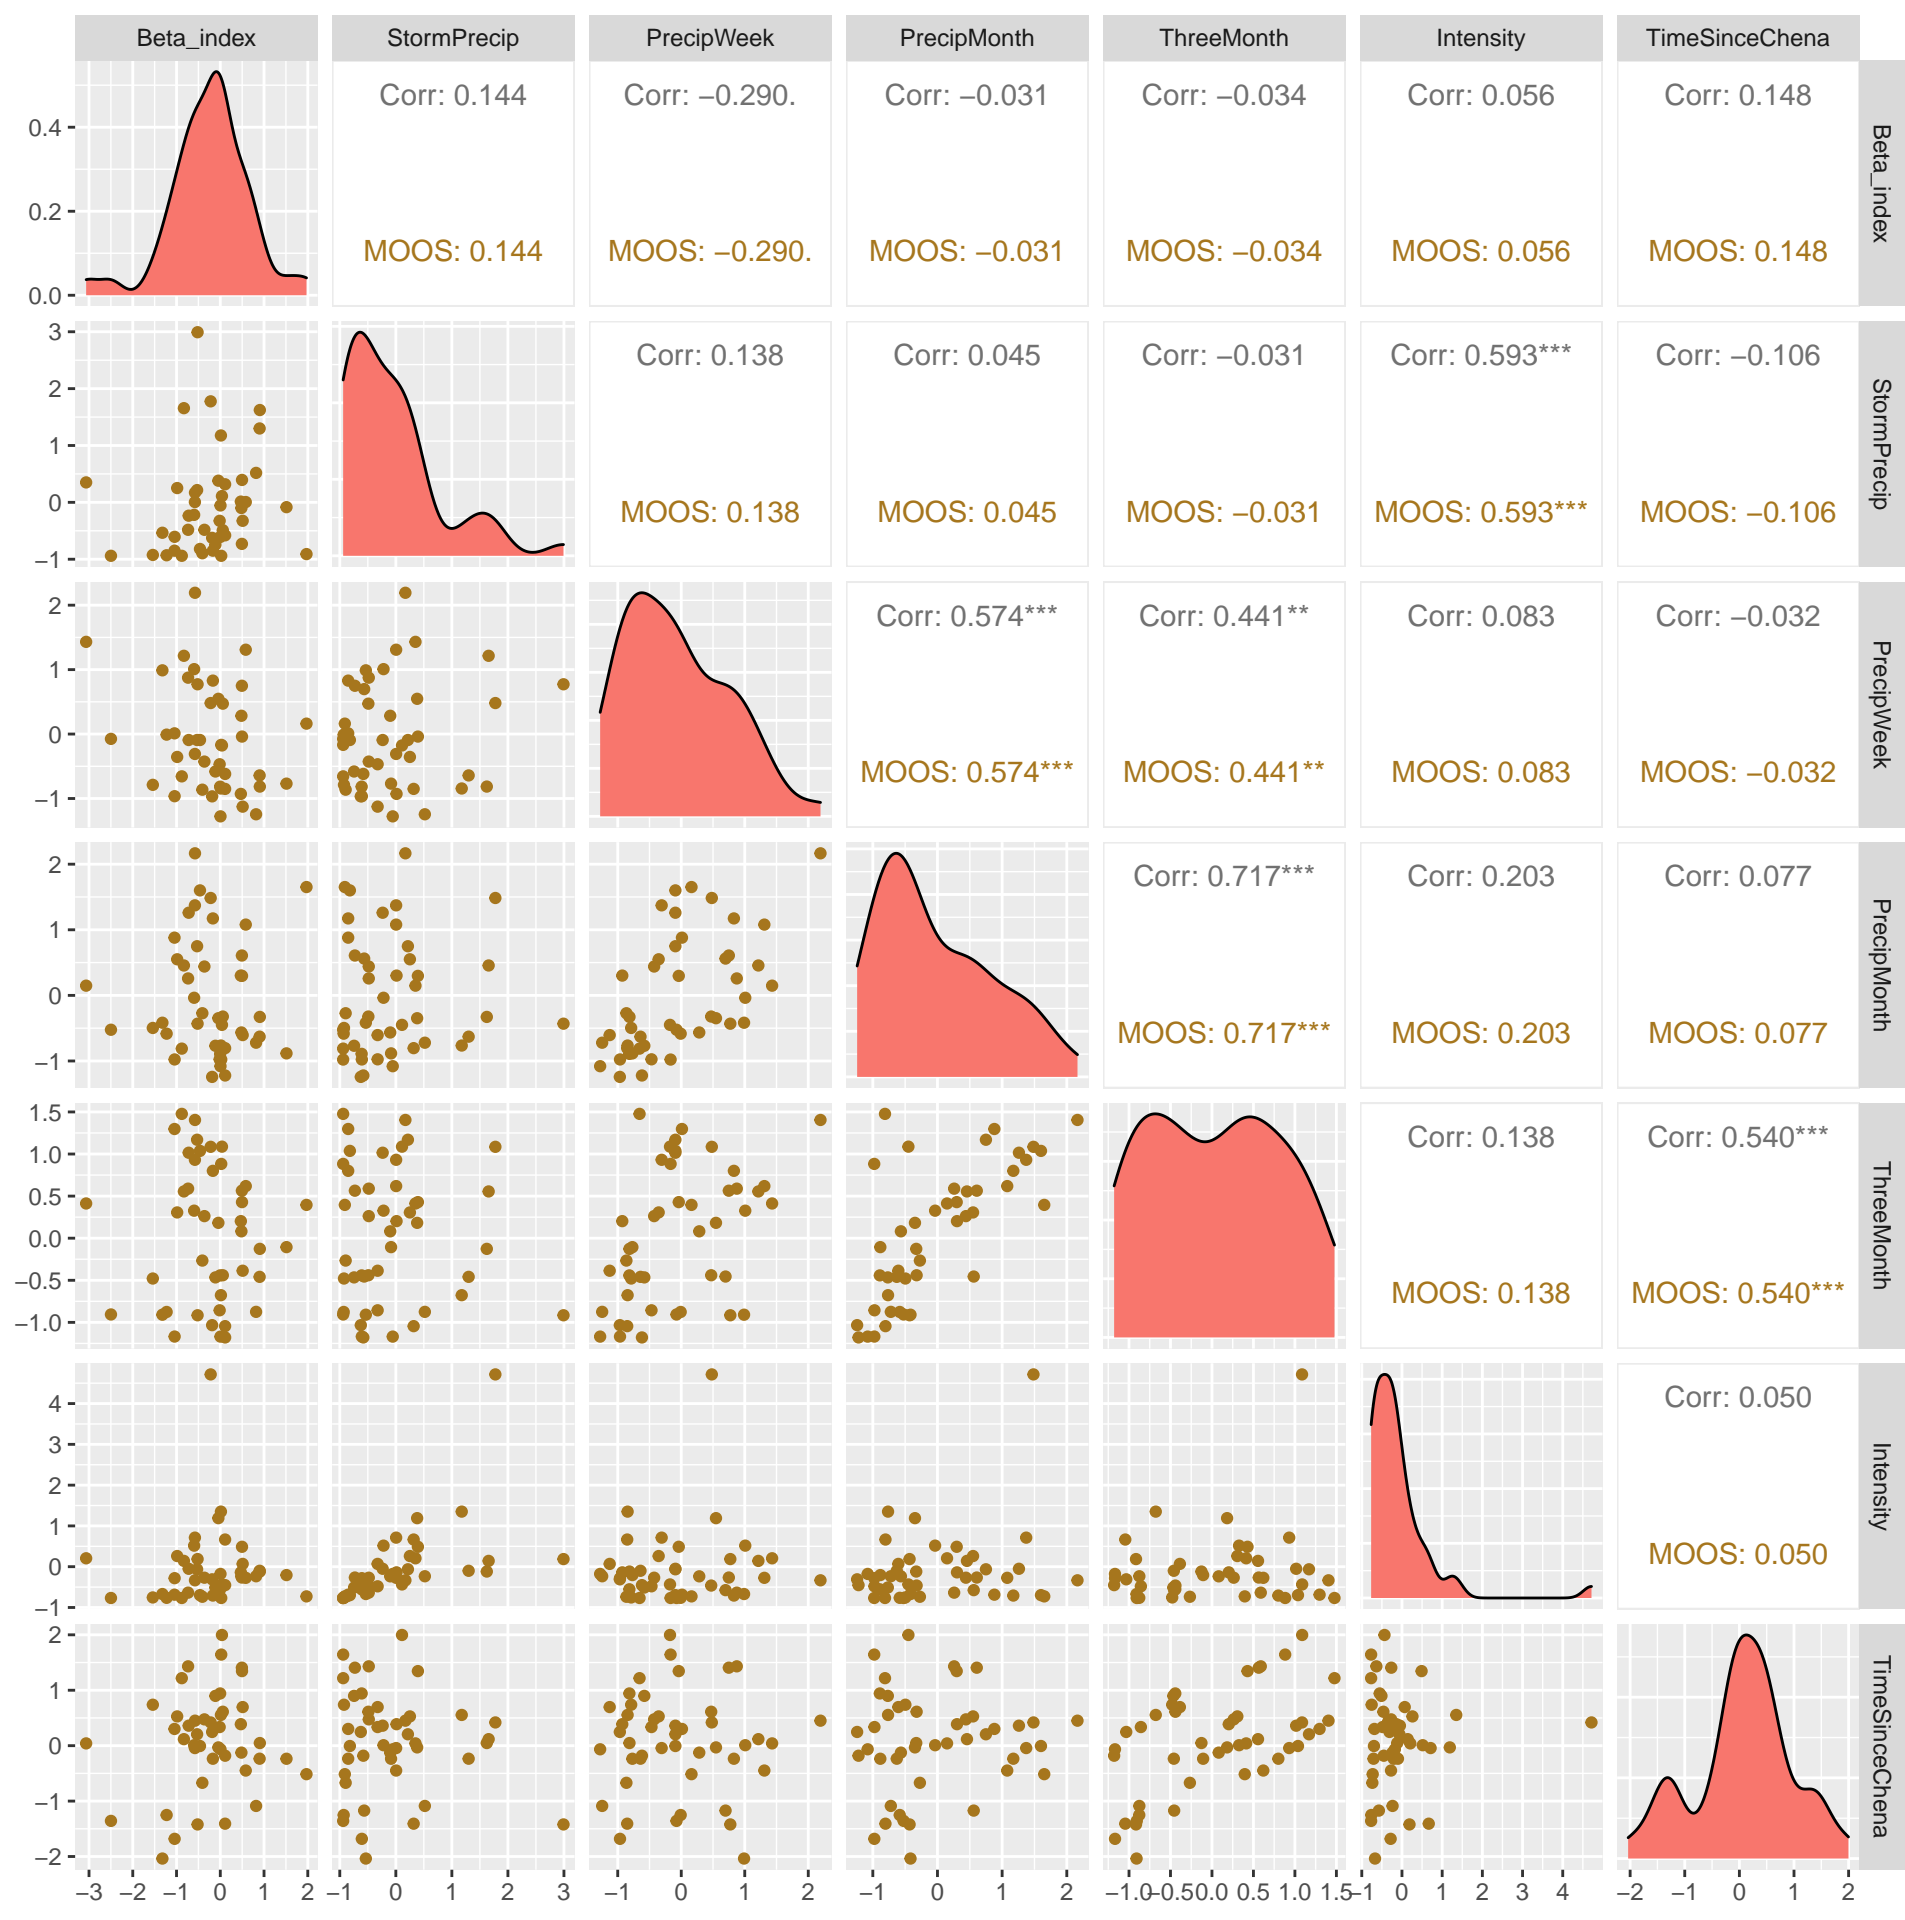 Beta_index StormPrecip PrecipWeek PrecipMonth ThreeMonth Intensity TimeSinceChena
Corr: 0.144 Corr: −0.290. Corr: −0.031 Corr: −0.034 Corr: 0.056 Corr: 0.148
MOOS: 0.144 MOOS: −0.290. MOOS: −0.031 MOOS: −0.034 MOOS: 0.056 MOOS: 0.148
0.4
0.2
0.0
Beta_index
Corr: 0.138 Corr: 0.045 Corr: −0.031 Corr: 0.593*** Corr: −0.106
MOOS: 0.138 MOOS: 0.045 MOOS: −0.031 MOOS: 0.593*** MOOS: −0.106
3
2
1
0
−1
StormPrecip
Corr: 0.574*** Corr: 0.441** Corr: 0.083 Corr: −0.032
MOOS: 0.574*** MOOS: 0.441** MOOS: 0.083 MOOS: −0.032
2
1
0
−1
PrecipWeek
Corr: 0.717*** Corr: 0.203 Corr: 0.077
MOOS: 0.717*** MOOS: 0.203 MOOS: 0.077
2
1
0
−1
PrecipMonth
Corr: 0.138 Corr: 0.540***
MOOS: 0.138 MOOS: 0.540***
1.5
1.0
0.5
0.0
−0.5
−1.0
ThreeMonth
Corr: 0.050
MOOS: 0.050
4
3
2
1
0
−1
Intensity
2
1
0
−1
−2
TimeSinceChena
−3 −2 −1 0 1 2 −1 0 1 2 3 −1 0 1 2 −1 0 1 2 −1.0 −0.5 0.0 0.5 1.0 1.5 −1 0 1 2 3 4 −2 −1 0 1 2